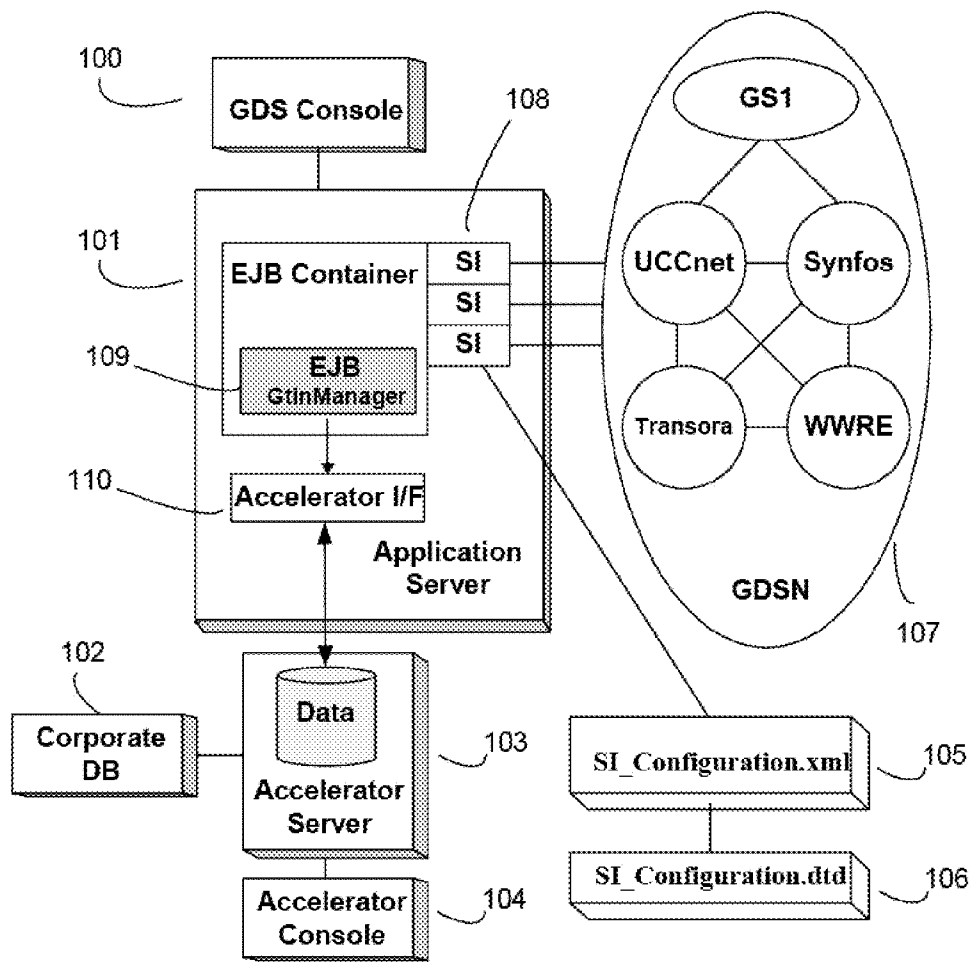 100
GDS Console
108
GS1
101
EJB Container
SI
SI
SI
UCCnet
Synfos
109
EJB
GtinManager
Transora
WWRE
110
Accelerator I/F
Application
Server
GDSN
107
102
Corporate
DB
Data
Accelerator
Server
103
SI_Configuration.xml
105
SI_Configuration.dtd
106
Accelerator
Console
104